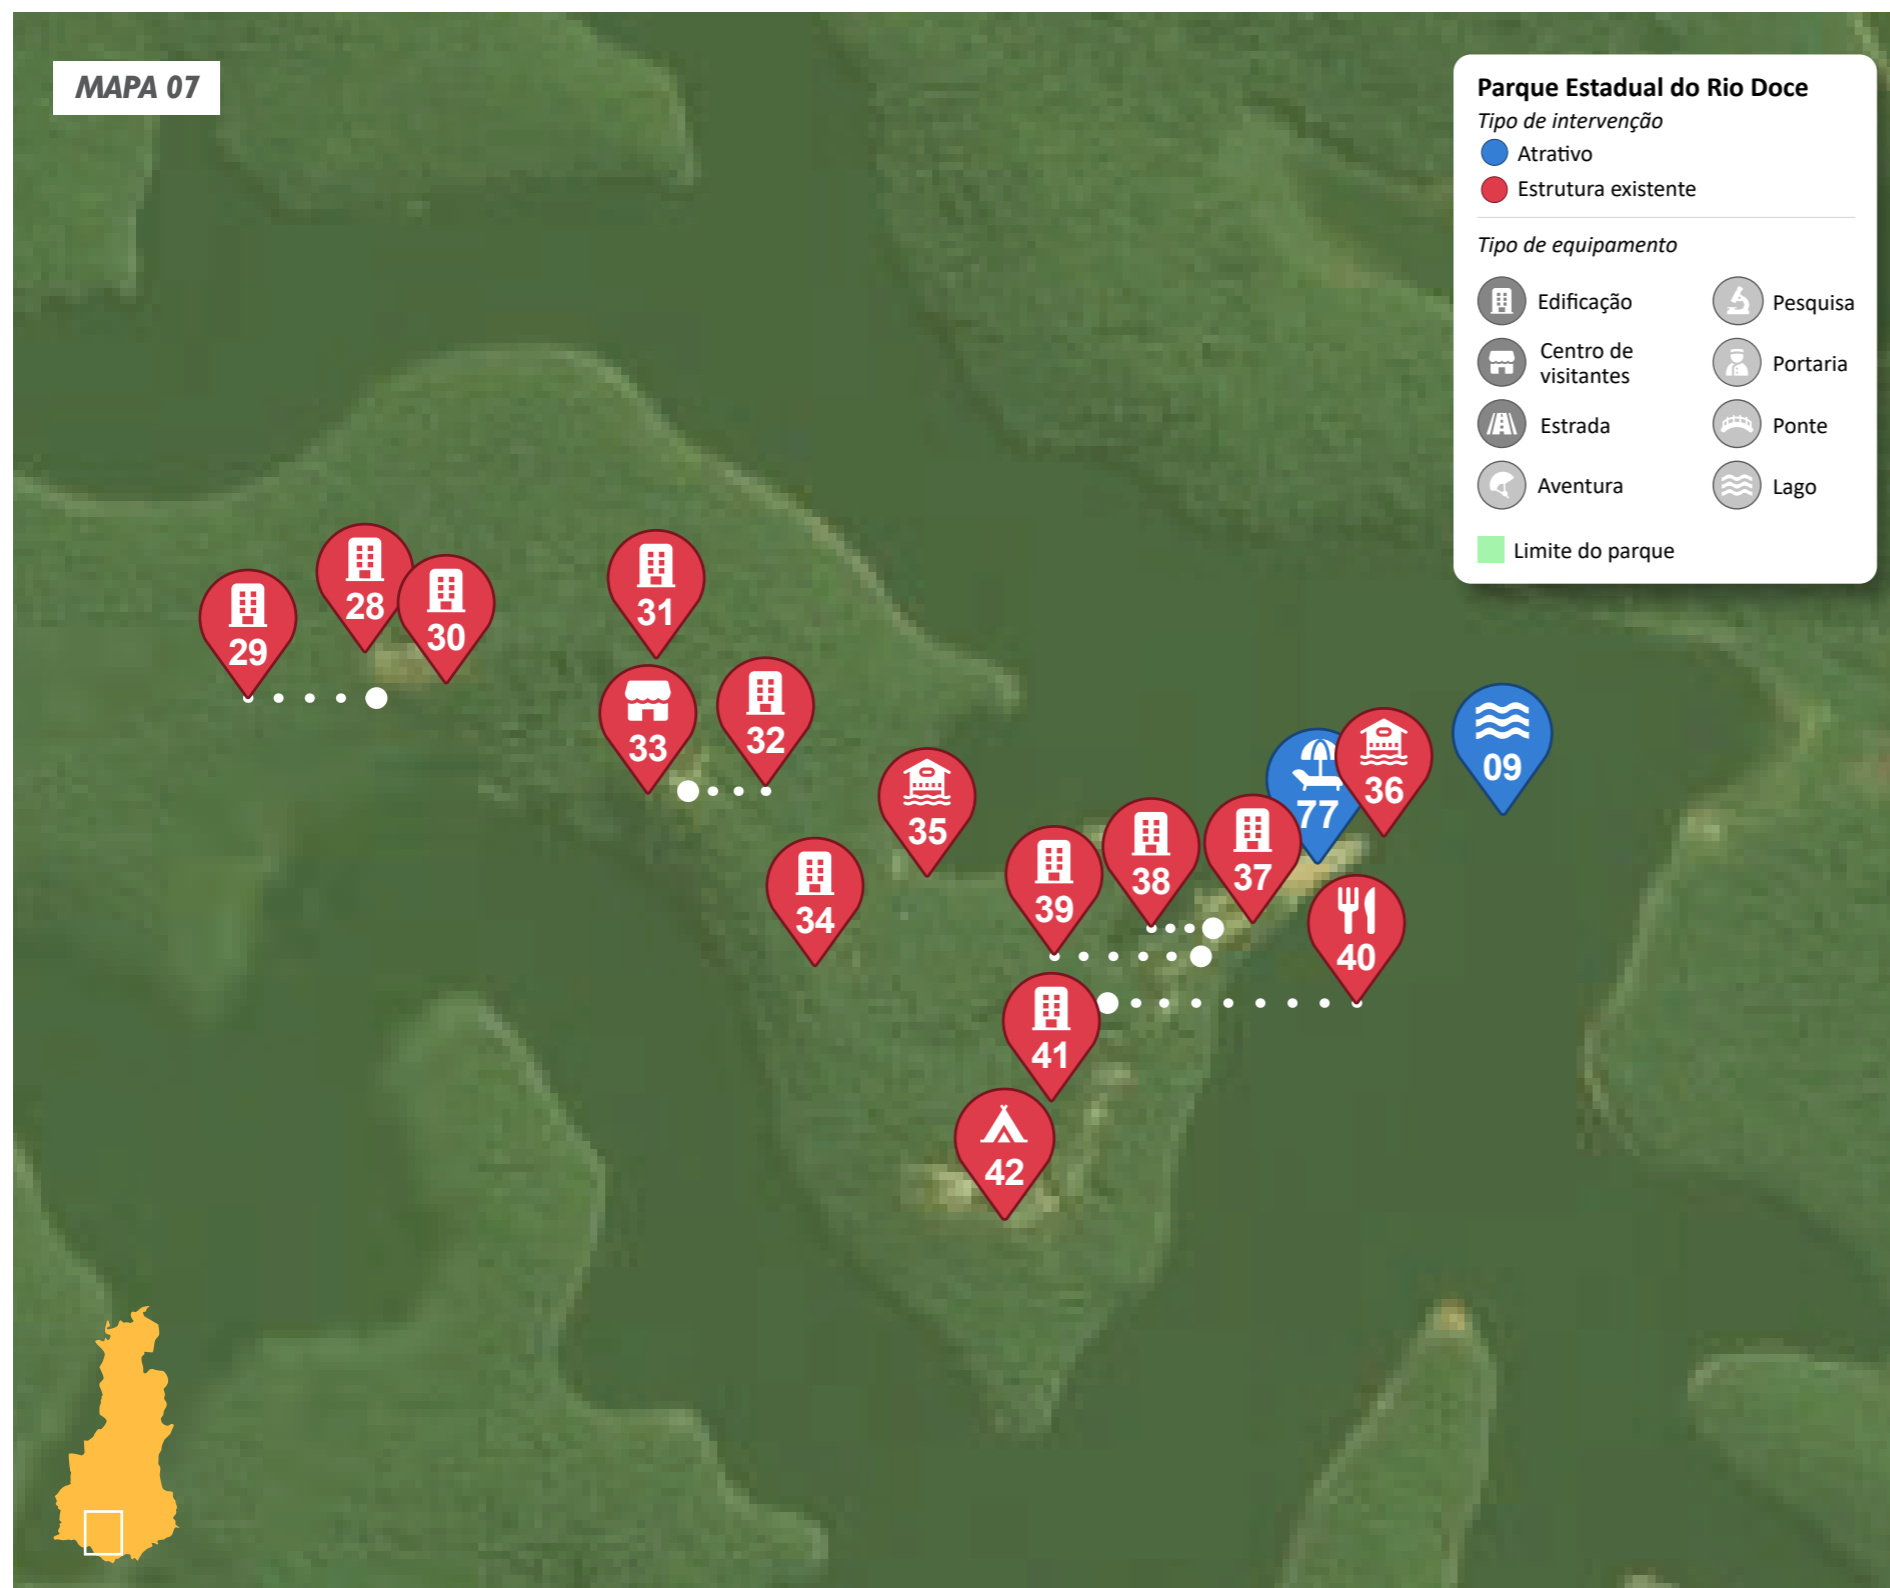 MAPA 07
Parque Estadual do Rio Doce
Tipo de intervenção
Atrativo
Estrutura existente
Tipo de equipamento
Edificação
Pesquisa
Centro de
visitantes
Portaria
Estrada
Ponte
Aventura
Lago
Limite do parque
28
29
30
31
33
32
35
34
09
36
77
37
38
39
40
41
42